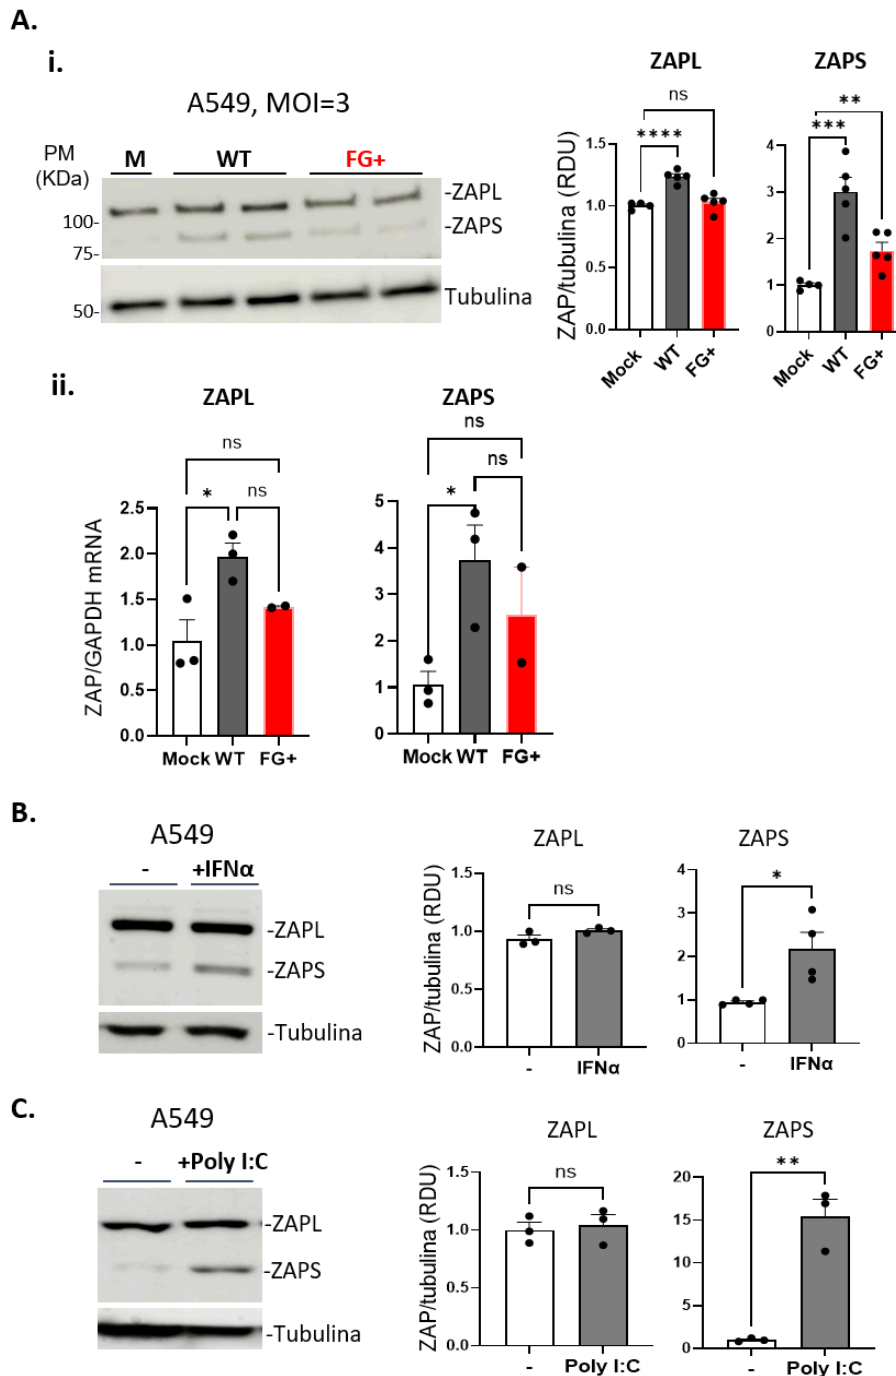 A.
i.
A549, MOI=3
PM
(KDa)
M WT FG+
-ZAPL
100-
-ZAPS
75-
50-
Tubulina
ZAPL
ns
****
ZAP/tubulina (RDU)
1.5
1.0
0.5
0.0
Mock WT FG+
ZAPS
**
***
4
3
2
1
0
Mock WT FG+
ii.
ZAPL
ns
* ns
ZAP/GAPDH mRNA
2.5
2.0
1.5
1.0
0.5
0.0
Mock WT FG+
ZAPS
ns
ns
*
5
4
3
2
1
0
Mock WT FG+
B.
A549
- +IFNα
-ZAPL
-ZAPS
-Tubulina
ZAPL
ns
ZAP/tubulina (RDU)
1.5
1.0
0.5
0.0
- IFNα
ZAPS
*
4
3
2
1
0
- IFNα
C.
A549
- +Poly I:C
-ZAPL
-ZAPS
-Tubulina
ZAPL
ns
ZAP/tubulina (RDU)
1.5
1.0
0.5
0.0
- Poly I:C
ZAPS
**
20
15
10
5
0
- Poly I:C